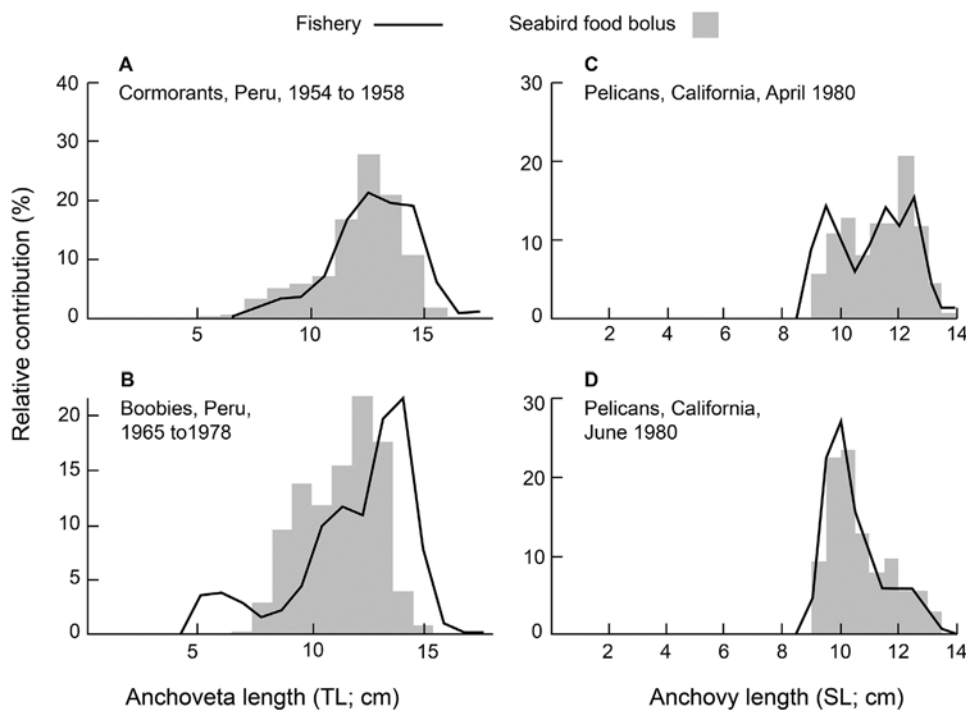 Fishery
Seabird food bolus
Relative contribution (%)
A
Cormorants, Peru, 1954 to 1958
40
30
20
10
0
5 10 15
B
Boobies, Peru,
1965 to1978
20
15
10
5
0
5 10 15
Anchoveta length (TL; cm)
C
Pelicans, California, April 1980
30
20
10
0
2 4 6 8 10 12 14
D
Pelicans, California,
June 1980
30
20
10
0
2 4 6 8 10 12 14
Anchovy length (SL; cm)